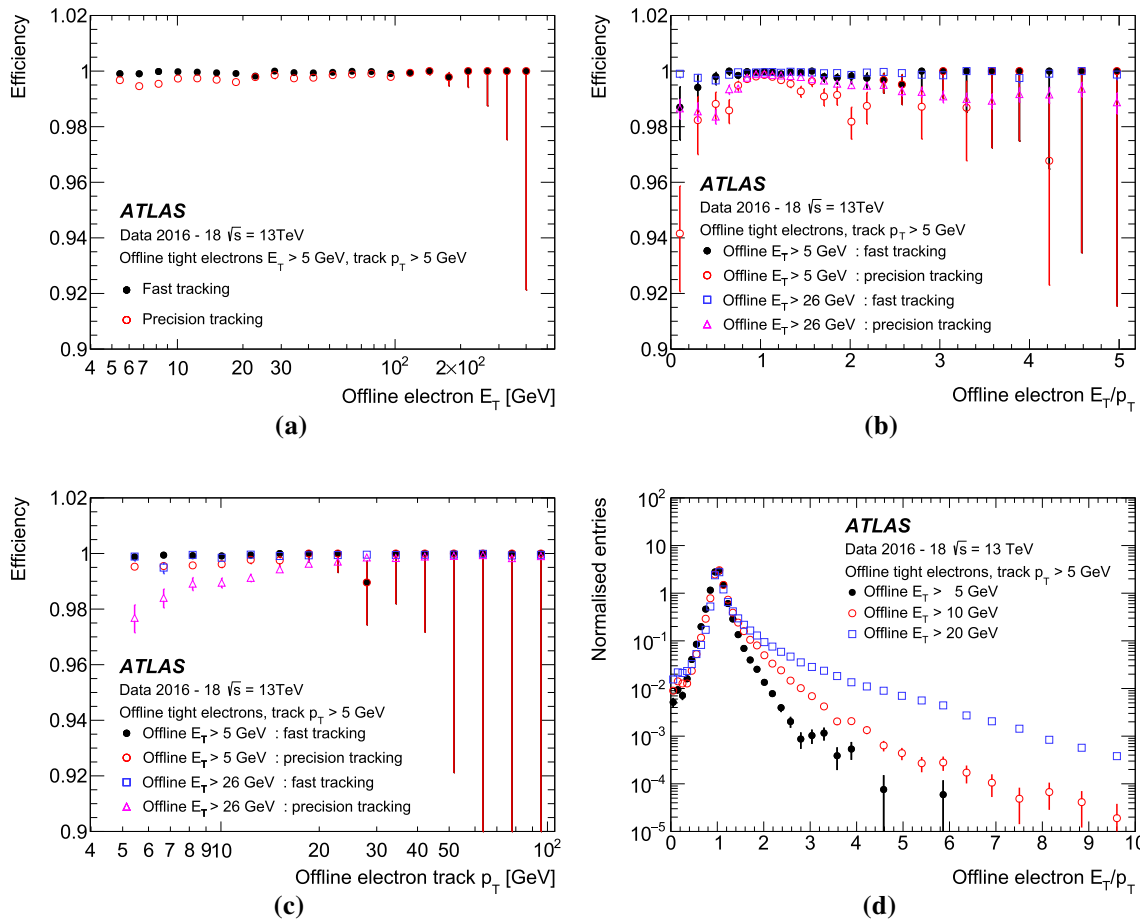 Efficiency
1.02
1
0.98
0.96
0.94
0.92
0.9
ATLAS
Data 2016 - 18 √s = 13TeV
Offline tight electrons E_T > 5 GeV, track p_T > 5 GeV
Fast tracking
Precision tracking
4 5 6 7 10 20 30 10² 2×10²
Offline electron E_T [GeV]
(a)
Efficiency
1.02
1
0.98
0.96
0.94
0.92
0.9
ATLAS
Data 2016 - 18 √s = 13TeV
Offline tight electrons, track p_T > 5 GeV
Offline E_T > 5 GeV : fast tracking
Offline E_T > 5 GeV : precision tracking
Offline E_T > 26 GeV : fast tracking
Offline E_T > 26 GeV : precision tracking
0 1 2 3 4 5
Offline electron E_T/p_T
(b)
Efficiency
1.02
1
0.98
0.96
0.94
0.92
0.9
ATLAS
Data 2016 - 18 √s = 13TeV
Offline tight electrons, track p_T > 5 GeV
Offline E_T > 5 GeV : fast tracking
Offline E_T > 5 GeV : precision tracking
Offline E_T > 26 GeV : fast tracking
Offline E_T > 26 GeV : precision tracking
4 5 6 7 8 9 10 20 30 40 50 10²
Offline electron track p_T [GeV]
(c)
Normalised entries
10²
10
1
10⁻¹
10⁻²
10⁻³
10⁻⁴
10⁻⁵
ATLAS
Data 2016 - 18 √s = 13 TeV
Offline tight electrons, track p_T > 5 GeV
Offline E_T > 5 GeV
Offline E_T > 10 GeV
Offline E_T > 20 GeV
0 1 2 3 4 5 6 7 8 9 10
Offline electron E_T/p_T
(d)